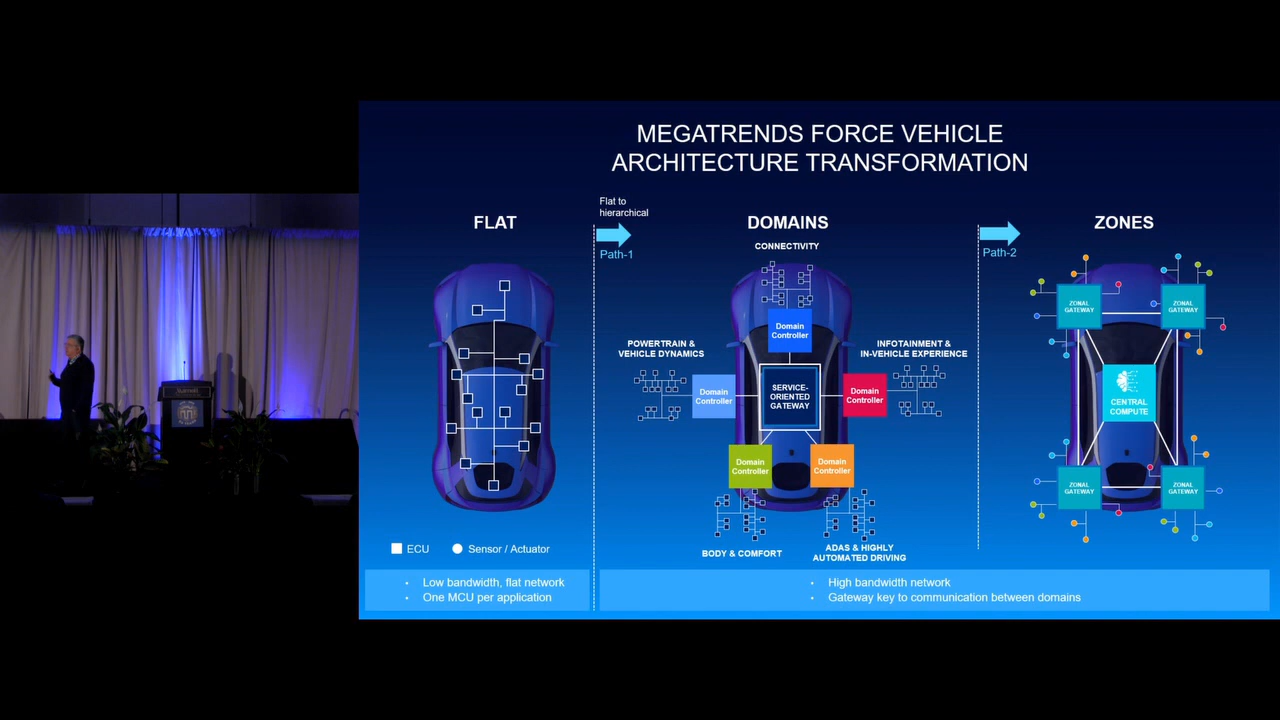 MEGATRENDS FORCE VEHICLE
ARCHITECTURE TRANSFORMATION
FLAT
Flat to
hierarchical
Path-1
DOMAINS
Path-2
ZONES
CONNECTIVITY
Domain
Controller
POWERTRAIN &
VEHICLE DYNAMICS
Domain
Controller
SERVICE-
ORIENTED
GATEWAY
INFOTAINMENT &
IN-VEHICLE EXPERIENCE
Domain
Controller
Domain
Controller
Domain
Controller
BODY & COMFORT
ADAS & HIGHLY
AUTOMATED DRIVING
ZONAL
GATEWAY
ZONAL
GATEWAY
CENTRAL
COMPUTE
ZONAL
GATEWAY
ZONAL
GATEWAY
ECU
Sensor / Actuator
• Low bandwidth, flat network
• One MCU per application
• High bandwidth network
• Gateway key to communication between domains